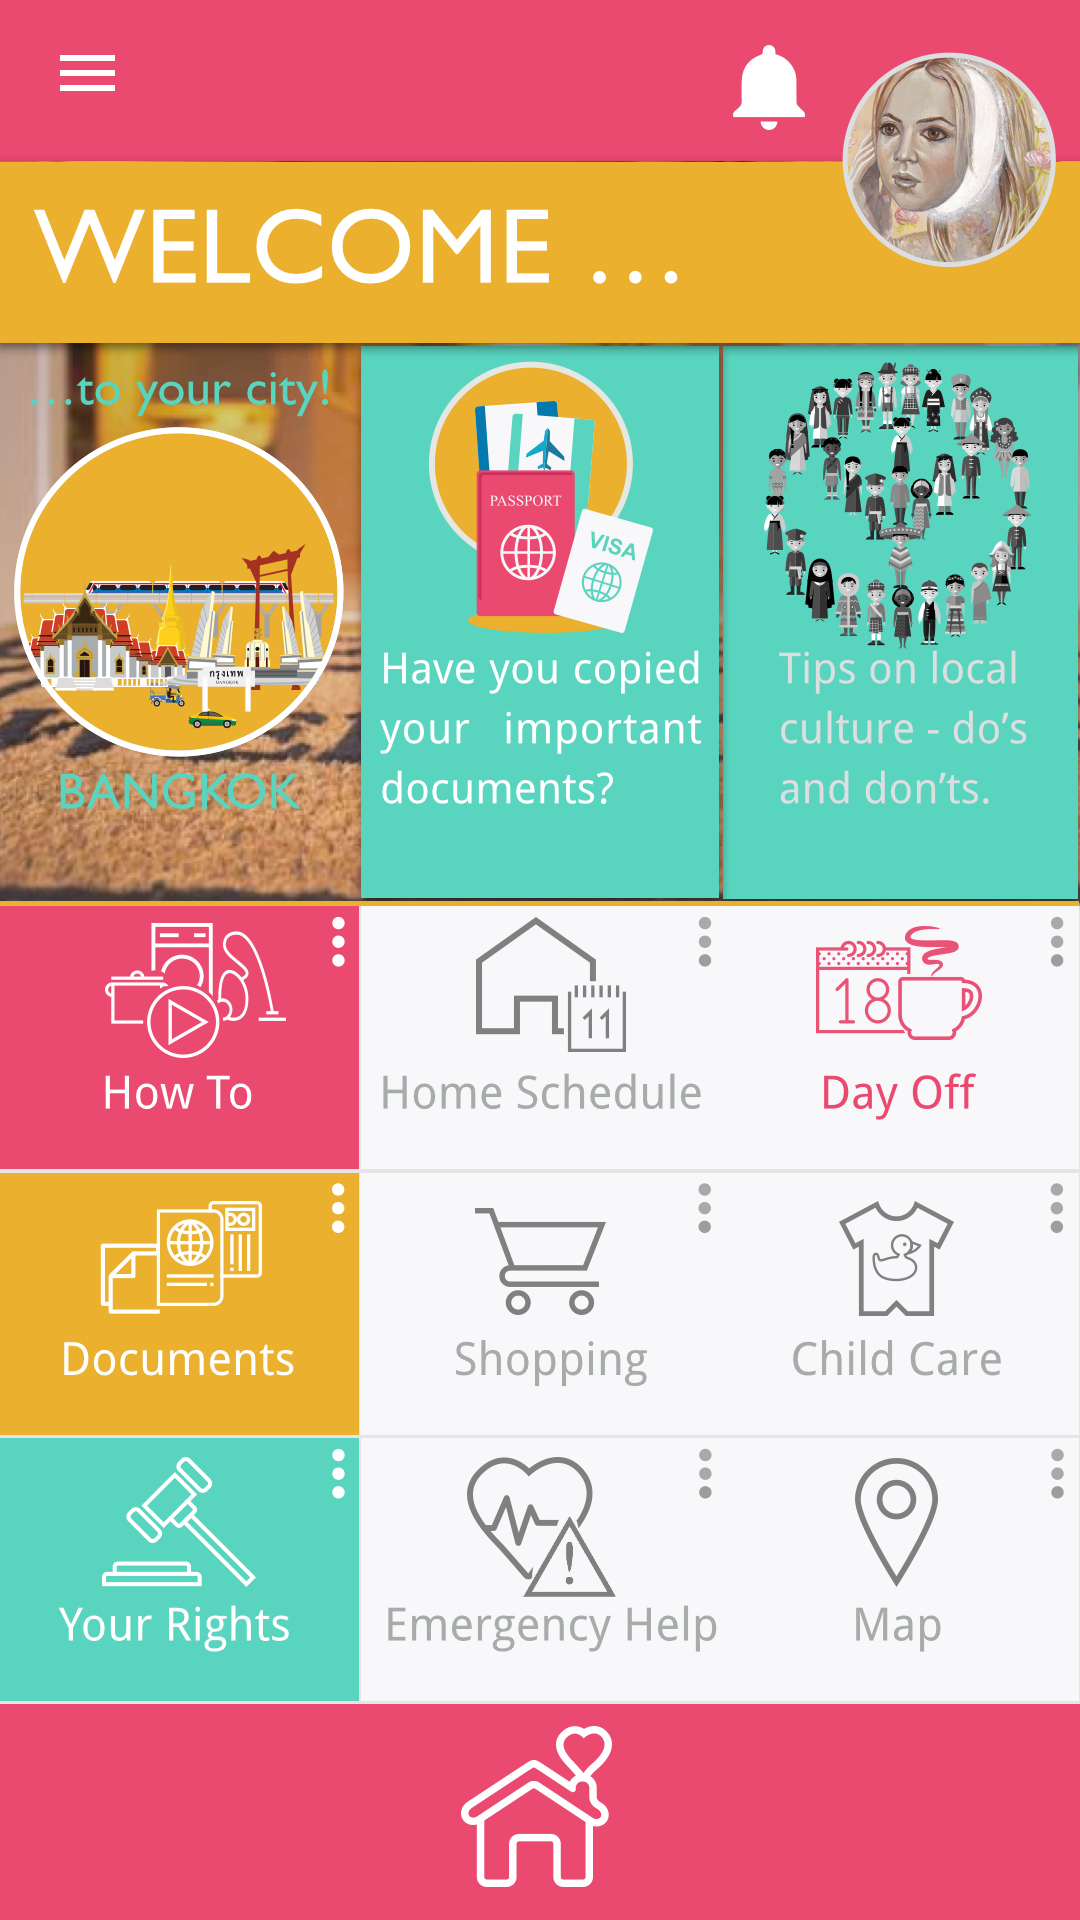 WELCOME ...
...to your city!
PASSPORT
VISA
กรุงเทพ
BANGKOK
BANGKOK
Have you copied
your important
documents?
Tips on local
culture - do’s
and don’ts.
11
18
How To
Home Schedule
Day Off
Documents
Shopping
Child Care
!
Your Rights
Emergency Help
Map